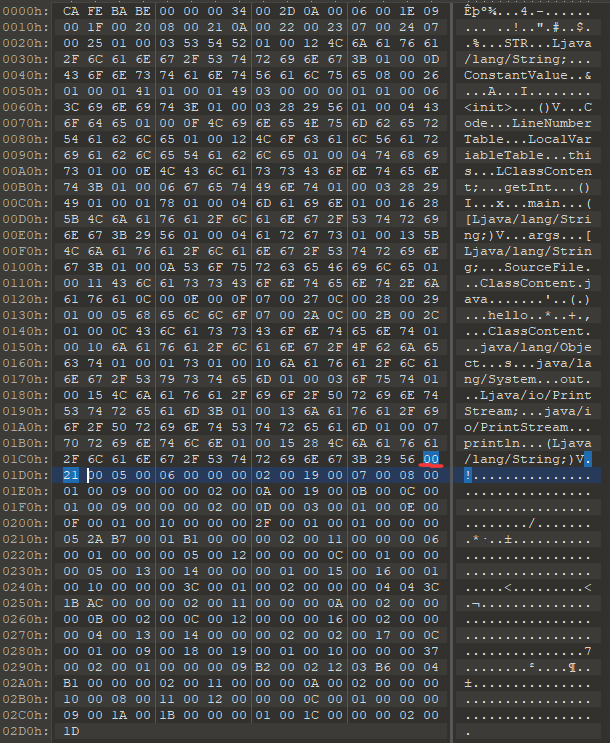 0000h: CA FE BA BE 00 00 00 34 00 2D 0A 00 06 00 1E 09 Êþº¾...4.-......
0010h: 00 1F 00 20 08 00 21 0A 00 22 00 23 07 00 24 07 ... ..!..".#..$.
0020h: 00 25 01 00 03 53 54 52 01 00 12 4C 6A 61 76 61 .%...STR...Ljava
0030h: 2F 6C 61 6E 67 2F 53 74 72 69 6E 67 3B 01 00 0D /lang/String;...
0040h: 43 6F 6E 73 74 61 6E 74 56 61 6C 75 65 08 00 26 ConstantValue..&
0050h: 01 00 01 41 01 00 01 49 03 00 00 00 01 01 00 06 ...A...I........
0060h: 3C 69 6E 69 74 3E 01 00 03 28 29 56 01 00 04 43 <init>...()V...C
0070h: 6F 64 65 01 00 0F 4C 69 6E 65 4E 75 6D 62 65 72 ode...LineNumber
0080h: 54 61 62 6C 65 01 00 12 4C 6F 63 61 6C 56 61 72 Table...LocalVar
0090h: 69 61 62 6C 65 54 61 62 6C 65 01 00 04 74 68 69 iableTable...thi
00A0h: 73 01 00 0E 4C 43 6C 61 73 73 43 6F 6E 74 65 6E s...LClassConten
00B0h: 74 3B 01 00 06 67 65 74 49 6E 74 01 00 03 28 29 t;...getInt...()
00C0h: 49 01 00 01 78 01 00 04 6D 61 69 6E 01 00 16 28 I...x...main...(
00D0h: 5B 4C 6A 61 76 61 2F 6C 61 6E 67 2F 53 74 72 69 [Ljava/lang/Stri
00E0h: 6E 67 3B 29 56 01 00 04 61 72 67 73 01 00 13 5B ng;)V...args...[
00F0h: 4C 6A 61 76 61 2F 6C 61 6E 67 2F 53 74 72 69 6E Ljava/lang/Strin
0100h: 67 3B 01 00 0A 53 6F 75 72 63 65 46 69 6C 65 01 g;...SourceFile.
0110h: 00 11 43 6C 61 73 73 43 6F 6E 74 65 6E 74 2E 6A ..ClassContent.j
0120h: 61 76 61 0C 00 0E 00 0F 07 00 27 0C 00 28 00 29 ava.......'..(.)
0130h: 01 00 05 68 65 6C 6C 6F 07 00 2A 0C 00 2B 00 2C ...hello..*..+.,
0140h: 01 00 0C 43 6C 61 73 73 43 6F 6E 74 65 6E 74 01 ...ClassContent.
0150h: 00 10 6A 61 76 61 2F 6C 61 6E 67 2F 4F 62 6A 65 ..java/lang/Obje
0160h: 63 74 01 00 01 73 01 00 10 6A 61 76 61 2F 6C 61 ct...s...java/la
0170h: 6E 67 2F 53 79 73 74 65 6D 01 00 03 6F 75 74 01 ng/System...out.
0180h: 00 15 4C 6A 61 76 61 2F 69 6F 2F 50 72 69 6E 74 ..Ljava/io/Print
0190h: 53 74 72 65 61 6D 3B 01 00 13 6A 61 76 61 2F 69 Stream;...java/i
01A0h: 6F 2F 50 72 69 6E 74 53 74 72 65 61 6D 01 00 07 o/PrintStream...
01B0h: 70 72 69 6E 74 6C 6E 01 00 15 28 4C 6A 61 76 61 println...(Ljava
01C0h: 2F 6C 61 6E 67 2F 53 74 72 69 6E 67 3B 29 56 00 /lang/String;)V.
01D0h: 21 00 05 00 06 00 00 00 02 00 19 00 07 00 08 00 !...............
01E0h: 01 00 09 00 00 00 02 00 0A 00 19 00 0B 00 0C 00 ................
01F0h: 01 00 09 00 00 00 02 00 0D 00 03 00 01 00 0E 00 ................
0200h: 0F 00 01 00 10 00 00 00 2F 00 01 00 01 00 00 00 ......../.......
0210h: 05 2A B7 00 01 B1 00 00 00 02 00 11 00 00 00 06 .*·..±..........
0220h: 00 01 00 00 00 05 00 12 00 00 00 0C 00 01 00 00 ................
0230h: 00 05 00 13 00 14 00 00 00 01 00 15 00 16 00 01 ................
0240h: 00 10 00 00 00 3C 00 01 00 02 00 00 00 04 04 3C .....<.........<
0250h: 1B AC 00 00 00 02 00 11 00 00 00 0A 00 02 00 00 .¬..............
0260h: 00 0B 00 02 00 0C 00 12 00 00 00 16 00 02 00 00 ................
0270h: 00 04 00 13 00 14 00 00 00 02 00 02 00 17 00 0C ................
0280h: 00 01 00 09 00 18 00 19 00 01 00 10 00 00 00 37 ...............7
0290h: 00 02 00 01 00 00 00 09 B2 00 02 12 03 B6 00 04 ........²....¶..
02A0h: B1 00 00 00 02 00 11 00 00 00 0A 00 02 00 00 00 ±...............
02B0h: 10 00 08 00 11 00 12 00 00 00 0C 00 01 00 00 00 ................
02C0h: 09 00 1A 00 1B 00 00 00 01 00 1C 00 00 00 02 00 ................
02D0h: 1D .